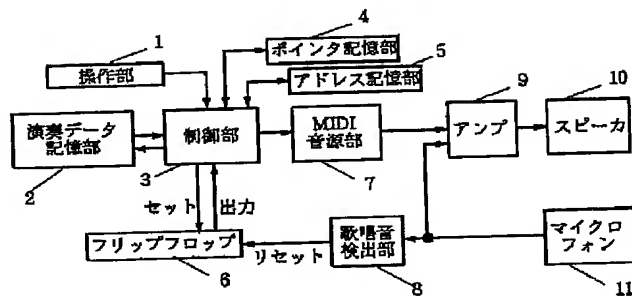 4
ポインタ記憶部
1
5
操作部
アドレス記憶部
9
10
演奏データ
記憶部
制御部
MIDI
音源部
アンプ
スピーカ
2
3
7
セット
出力
フリップフロップ
リセット
歌唱音
検出部
マイクロ
フォン
6
8
11